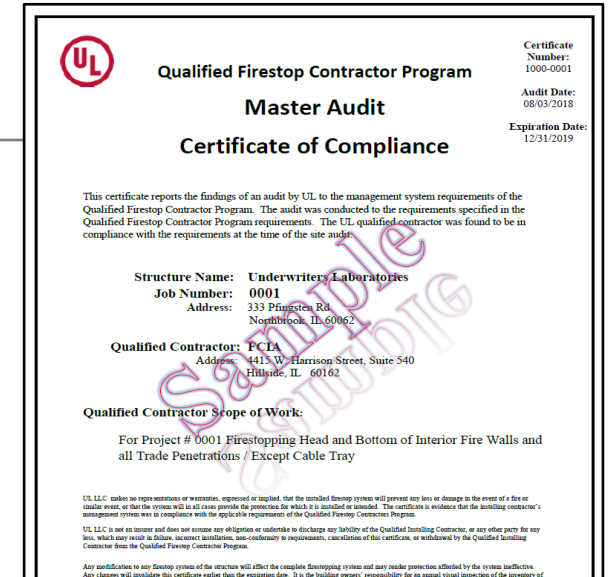 UL
Qualified Firestop Contractor Program
Master Audit
Certificate of Compliance
Certificate
Number:
1000-0001
Audit Date:
08/03/2018
Expiration Date:
12/31/2019
This certificate reports the findings of an audit by UL to the management system requirements of the
Qualified Firestop Contractor Program. The audit was conducted to the requirements specified in the
Qualified Firestop Contractor Program requirements. The UL qualified contractor was found to be in
compliance with the requirements at the time of the site audit.
Structure Name: Underwriters Laboratories
Job Number: 0001
Address: 333 Pfingsten Rd
Northbrook, IL 60062
Qualified Contractor: FCIA
Address: 4415 W. Harrison Street, Suite 540
Hillside, IL 60162
Sample
Qualified Contractor Scope of Work:
For Project # 0001 Firestopping Head and Bottom of Interior Fire Walls and
all Trade Penetrations / Except Cable Tray
UL LLC makes no representations or warranties, expressed or implied, that the installed firestop system will prevent any loss or damage in the event of a fire or
similar event, or that the system will in all cases provide the protection for which it is installed or intended. The certificate is evidence that the installing contractor's
management system was in compliance with the applicable requirements of the Qualified Firestop Contractors Program.
UL LLC is not an insurer and does not assume any obligation or undertake to discharge any liability of the Qualified Installing Contractor, or any other party for any
loss, which may result in failure, incorrect installation, non-conformity to requirements, cancellation of this certificate, or withdrawal by the Qualified Installing
Contractor from the Qualified Firestop Contractor Program.
Any modification to any firestop system of the structure will affect the complete firestopping system and may render protection afforded by the system ineffective.
Any changes will invalidate this certificate earlier than the expiration date. It is the building owners' responsibility for an annual visual inspection of the inventory of